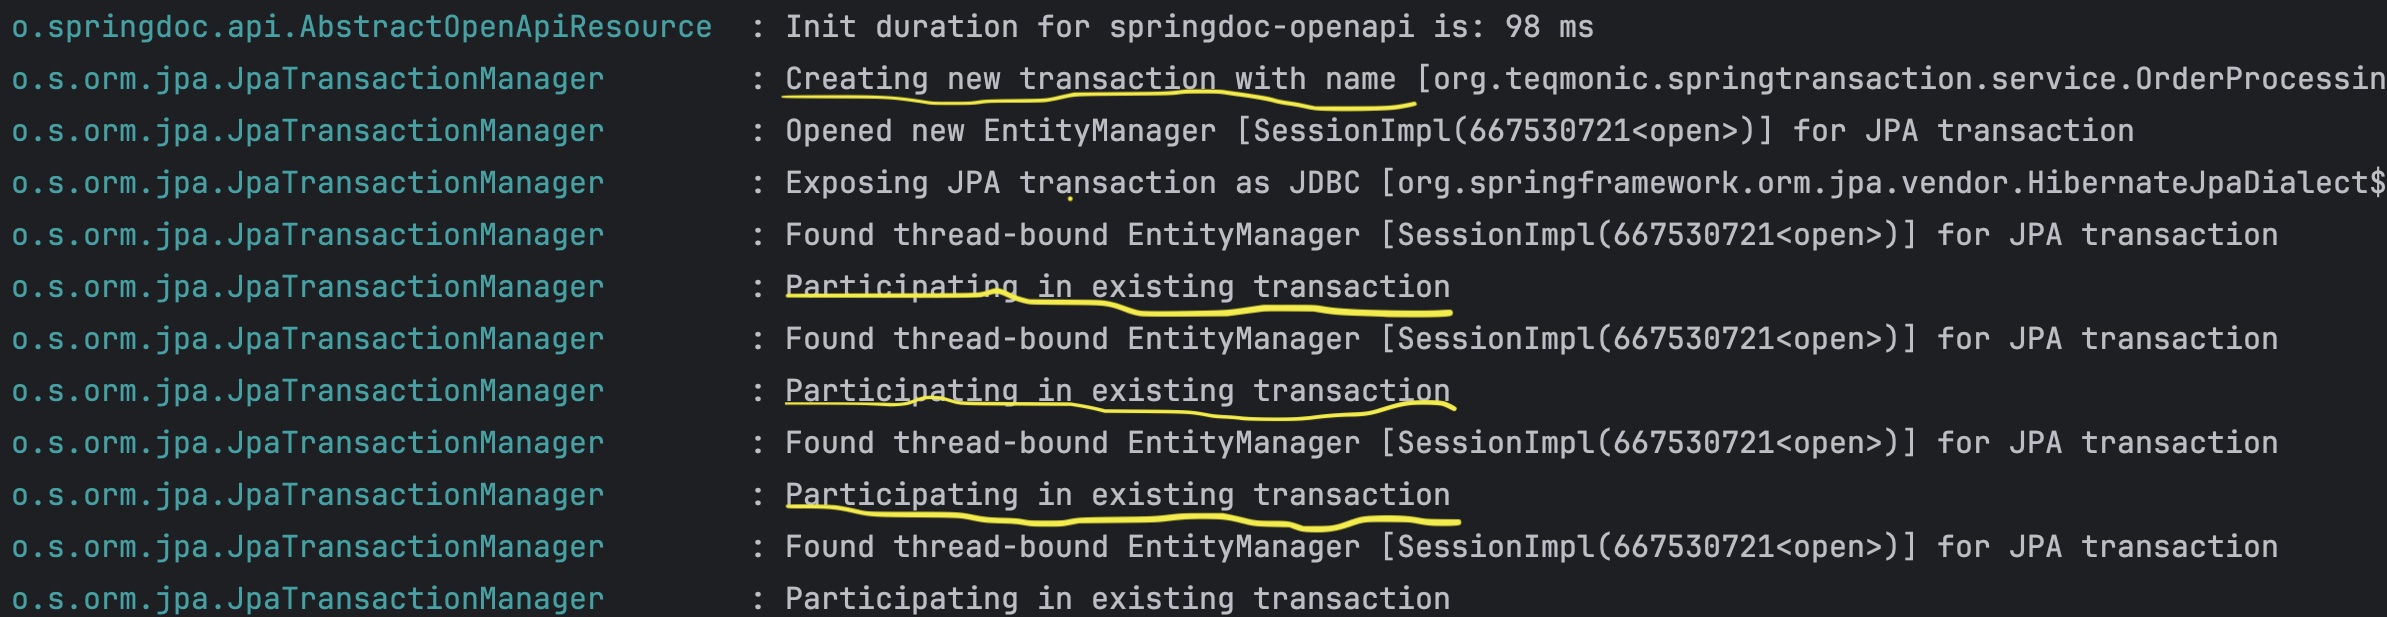 o.springdoc.api.AbstractOpenApiResource : Init duration for springdoc-openapi is: 98 ms
o.s.orm.jpa.JpaTransactionManager : Creating new transaction with name [org.teqmonic.springtransaction.service.OrderProcessin
o.s.orm.jpa.JpaTransactionManager : Opened new EntityManager [SessionImpl(667530721<open>)] for JPA transaction
o.s.orm.jpa.JpaTransactionManager : Exposing JPA transaction as JDBC [org.springframework.orm.jpa.vendor.HibernateJpaDialect$
o.s.orm.jpa.JpaTransactionManager : Found thread-bound EntityManager [SessionImpl(667530721<open>)] for JPA transaction
o.s.orm.jpa.JpaTransactionManager : Participating in existing transaction
o.s.orm.jpa.JpaTransactionManager : Found thread-bound EntityManager [SessionImpl(667530721<open>)] for JPA transaction
o.s.orm.jpa.JpaTransactionManager : Participating in existing transaction
o.s.orm.jpa.JpaTransactionManager : Found thread-bound EntityManager [SessionImpl(667530721<open>)] for JPA transaction
o.s.orm.jpa.JpaTransactionManager : Participating in existing transaction
o.s.orm.jpa.JpaTransactionManager : Found thread-bound EntityManager [SessionImpl(667530721<open>)] for JPA transaction
o.s.orm.jpa.JpaTransactionManager : Participating in existing transaction